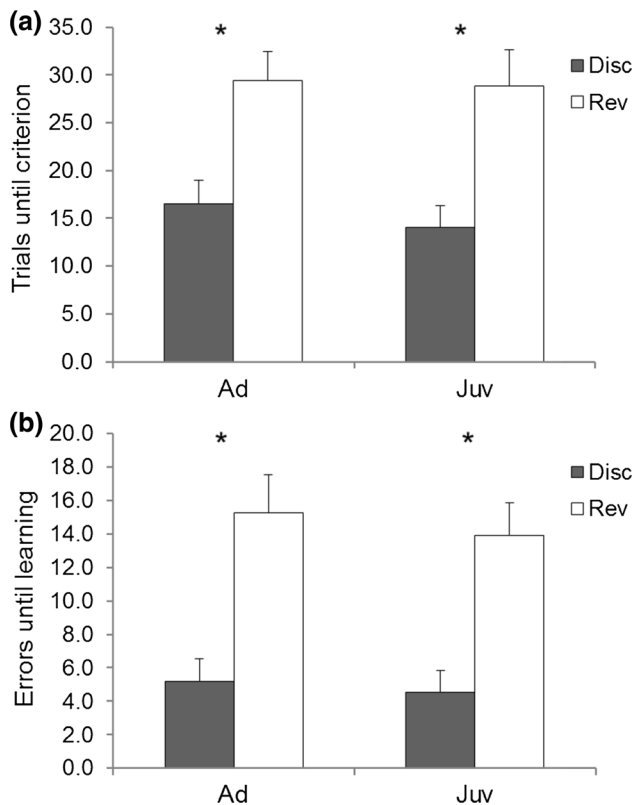 (a)
Trials until criterion
35.0
30.0
25.0
20.0
15.0
10.0
5.0
0.0
* *
Disc
Rev
Ad Juv
(b)
Errors until learning
20.0
18.0
16.0
14.0
12.0
10.0
8.0
6.0
4.0
2.0
0.0
* *
Disc
Rev
Ad Juv